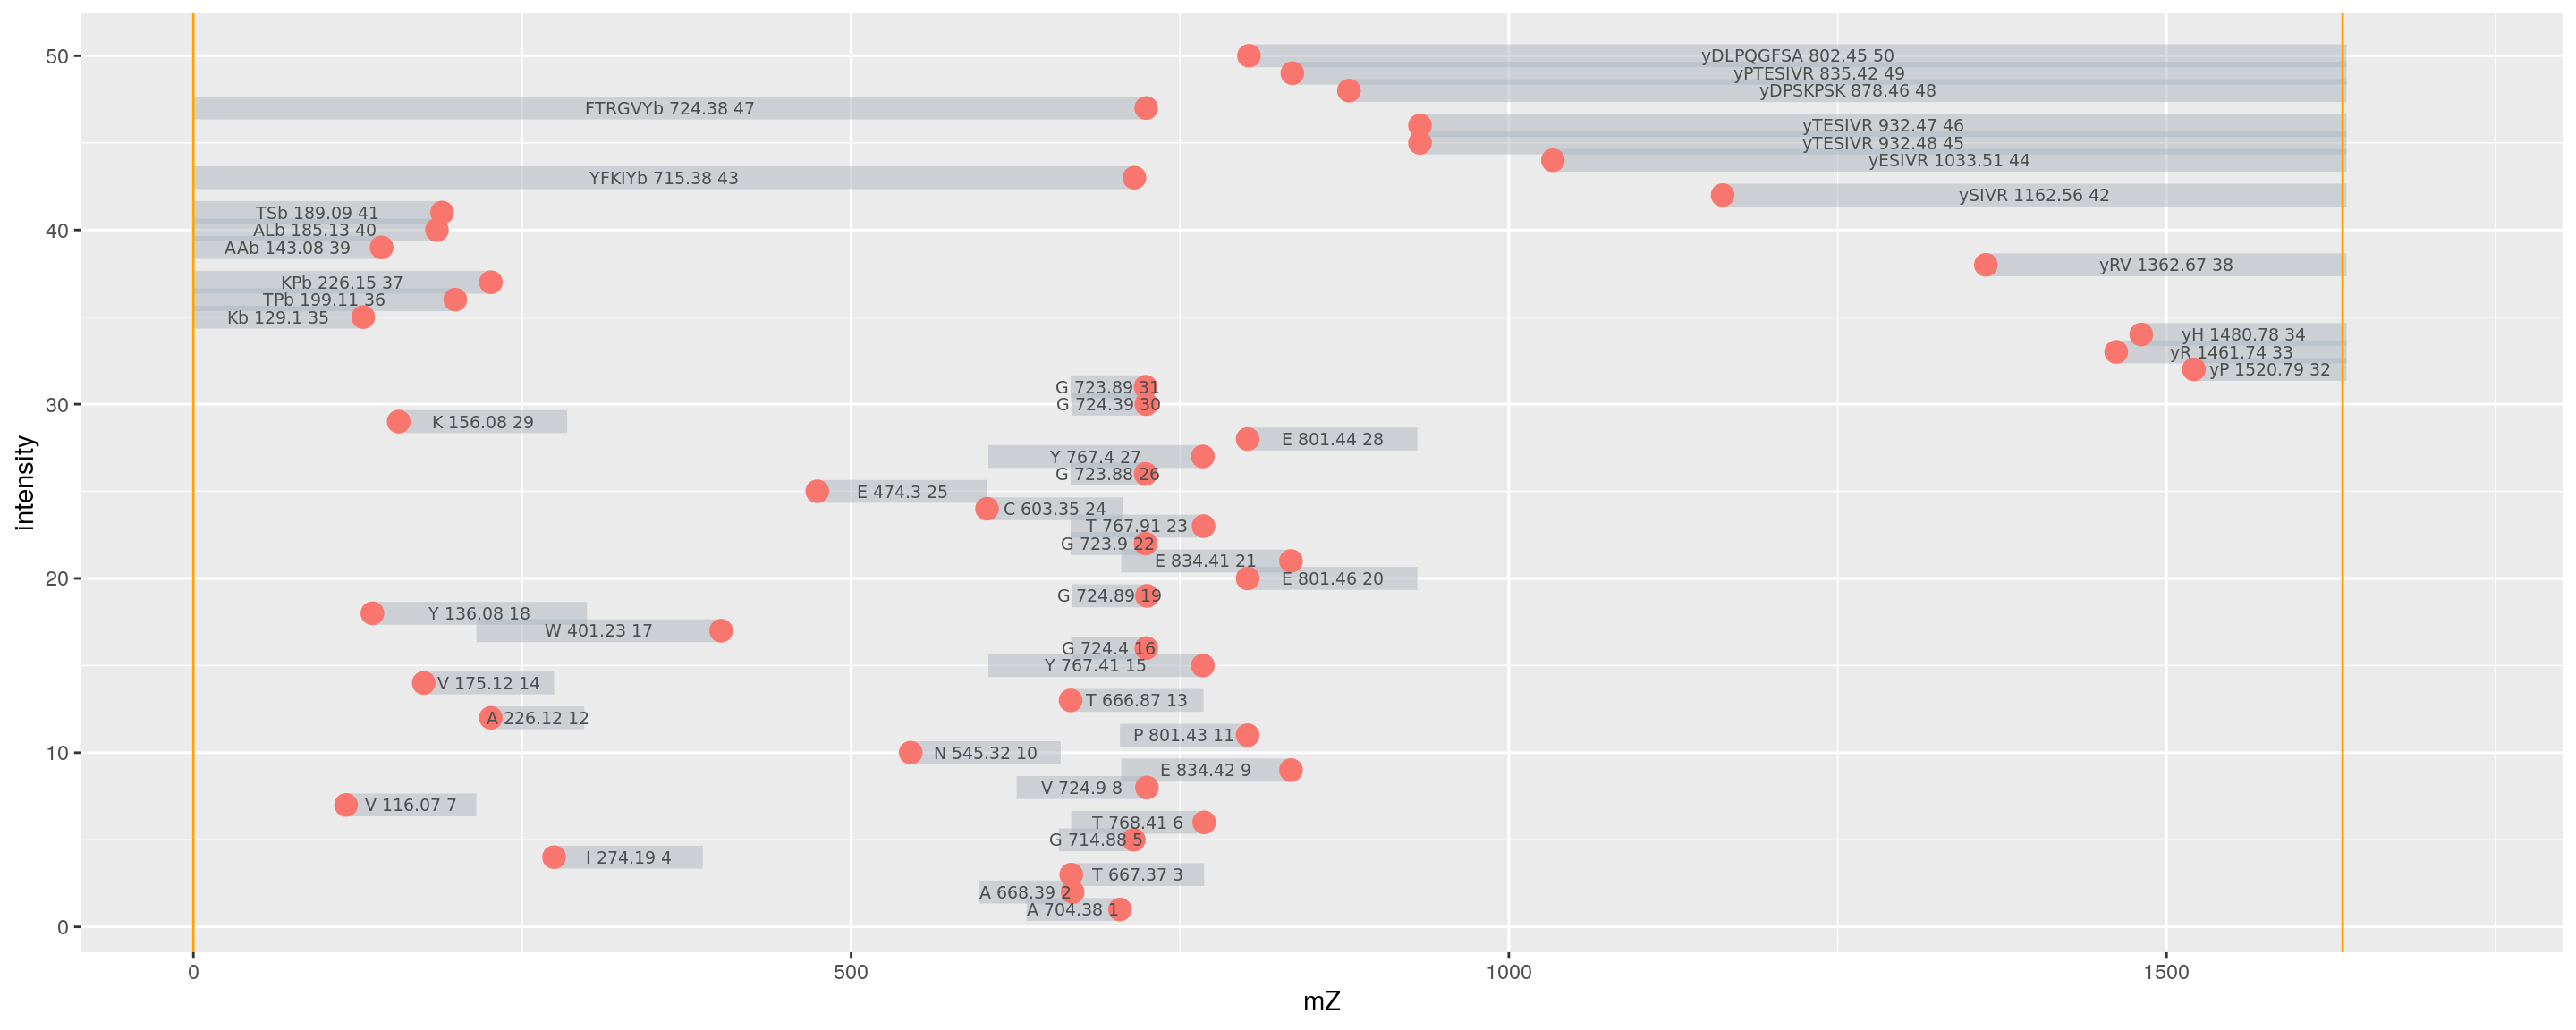 50
yDLPQGFSA 802.45 50
yPTESIVR 835.42 49
yDPSKPSK 878.46 48
FTRGVYb 724.38 47
yTESIVR 932.47 46
yTESIVR 932.48 45
yESIVR 1033.51 44
YFKIYb 715.38 43
ySIVR 1162.56 42
TSb 189.09 41
40
ALb 185.13 40
AAb 143.08 39
yRV 1362.67 38
KPb 226.15 37
TPb 199.11 36
Kb 129.1 35
yH 1480.78 34
yR 1461.74 33
yP 1520.79 32
G 723.89 31
30
G 724.39 30
K 156.08 29
E 801.44 28
Y 767.4 27
G 723.88 26
E 474.3 25
C 603.35 24
T 767.91 23
G 723.9 22
E 834.41 21
20
E 801.46 20
G 724.89 19
Y 136.08 18
W 401.23 17
G 724.4 16
Y 767.41 15
V 175.12 14
T 666.87 13
A 226.12 12
P 801.43 11
10
N 545.32 10
E 834.42 9
V 724.9 8
V 116.07 7
T 768.41 6
G 714.88 5
I 274.19 4
T 667.37 3
A 668.39 2
A 704.38 1
0
intensity
0
500
1000
1500
mZ